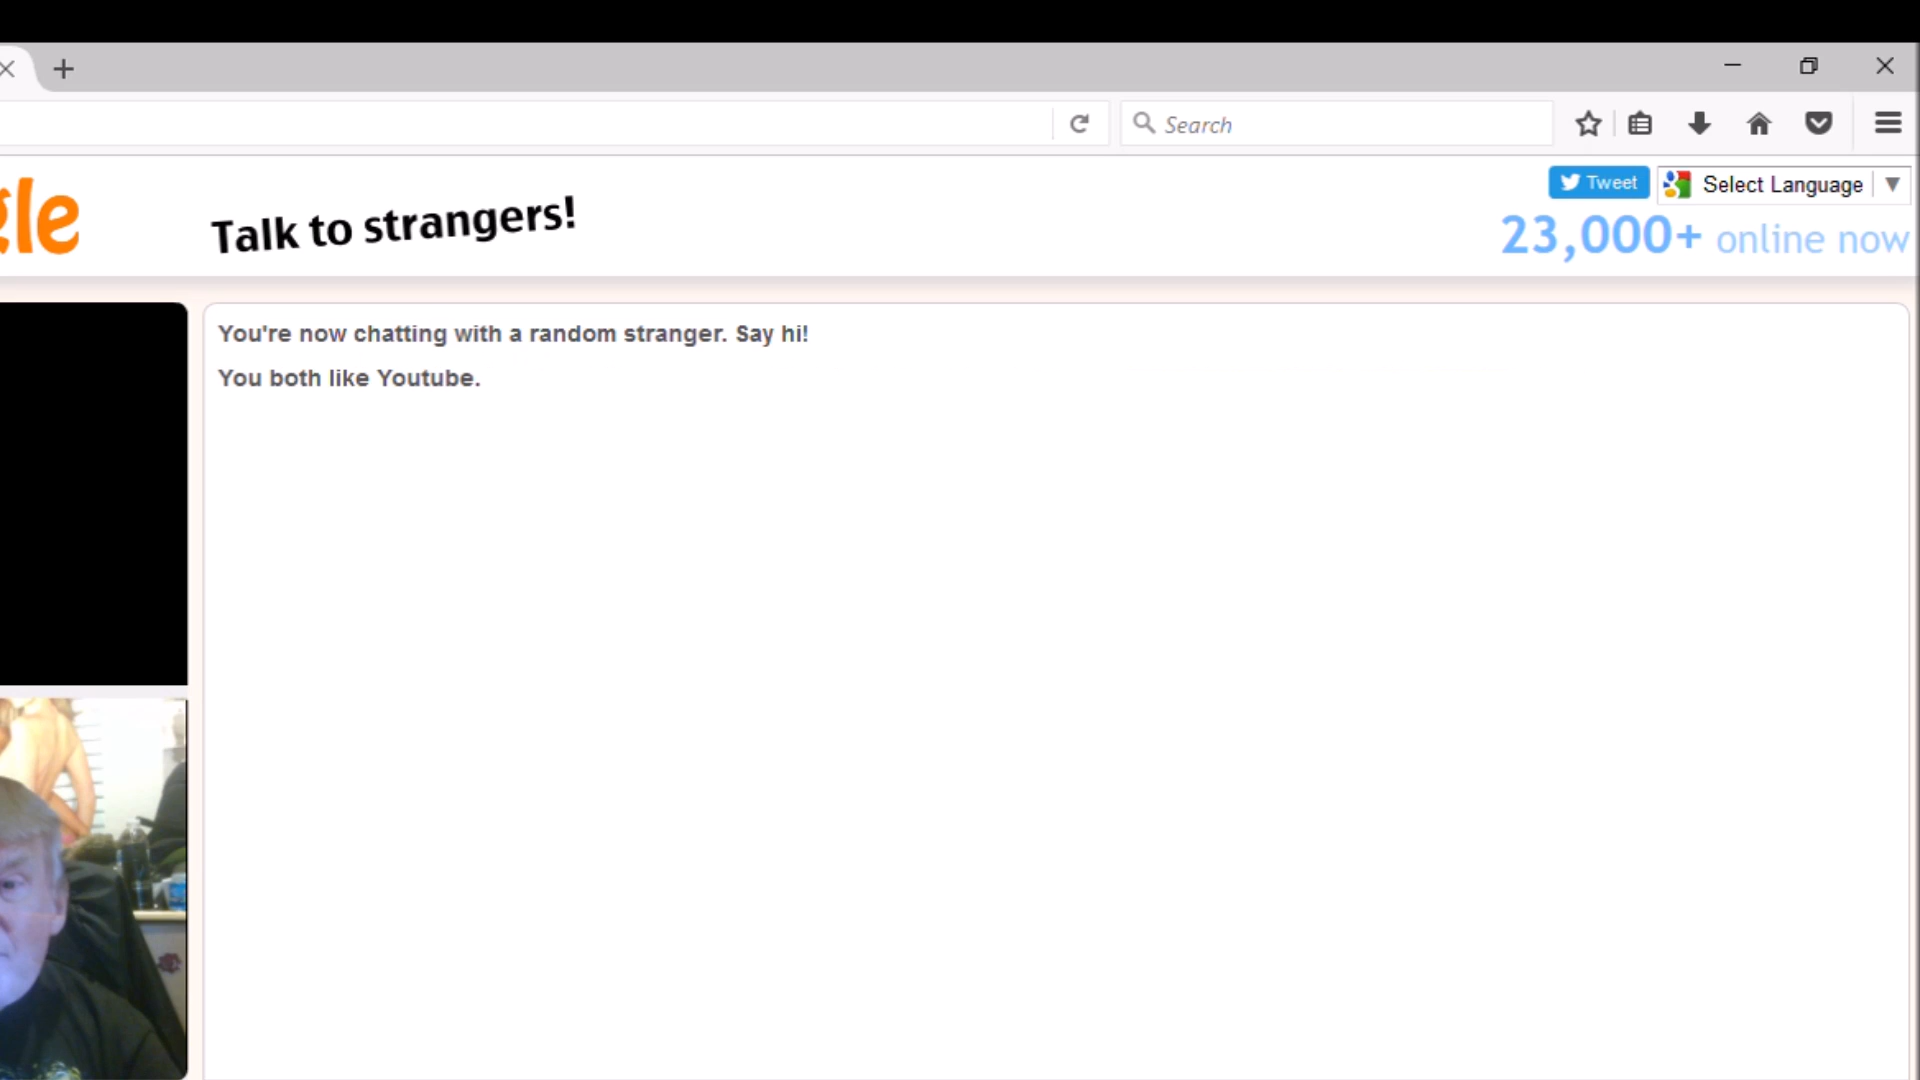 Search
Tweet
Select Language
gle
Talk to strangers!
23,000+ online now
You're now chatting with a random stranger. Say hi!
You both like Youtube.